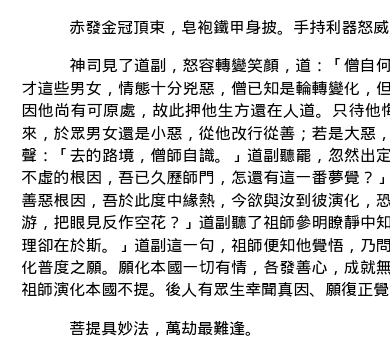 赤發金冠頂束，皂袍鐵甲身披。手持利器怒威
神司見了道副，怒容轉變笑顏，道：「僧自何
才這些男女，情態十分兇惡，僧已知是輪轉變化，但
因他尚有可原處，故此押他生方還在人道。只待他悔
來，於眾男女還是小惡，從他改行從善；若是大惡，
聲：「去的路境，僧師自識。」道副聽罷，忽然出定
不虛的根因，吾已久歷師門，怎還有這一番夢覺？」
善惡根因，吾於此度中緣熱，今欲與汝到彼演化，恐
游，把眼見反作空花？」道副聽了祖師參明瞭靜中知
理卻在於斯。」道副這一句，祖師便知他覺悟，乃問
化普度之願。願化本國一切有情，各發善心，成就無
祖師演化本國不提。後人有眾生幸聞真因、願復正覺
菩提具妙法，萬劫最難逢。